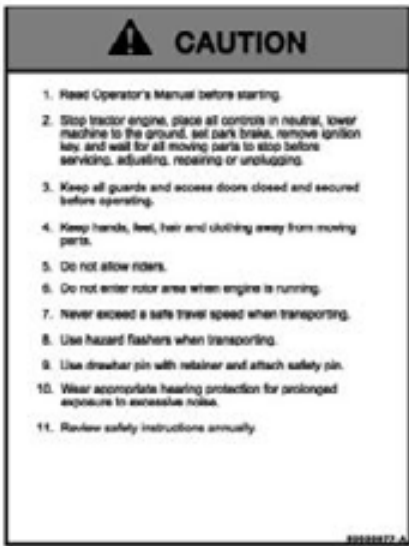 CAUTION
1. Read Operator's Manual before starting.
2. Stop tractor engine, place all controls in neutral, lower
machine to the ground, set park brake, remove ignition
key, and wait for all moving parts to stop before
servicing, adjusting, repairing or unplugging.
3. Keep all guards and access doors closed and secured
before operating.
4. Keep hands, feet, hair and clothing away from moving
parts.
5. Do not allow riders.
6. Do not enter rotor area when engine is running.
7. Never exceed a safe travel speed when transporting.
8. Use hazard flashers when transporting.
9. Use drawbar pin with retainer and attach safety pin.
10. Wear appropriate hearing protection for prolonged
exposure to excessive noise.
11. Review safety instructions annually.